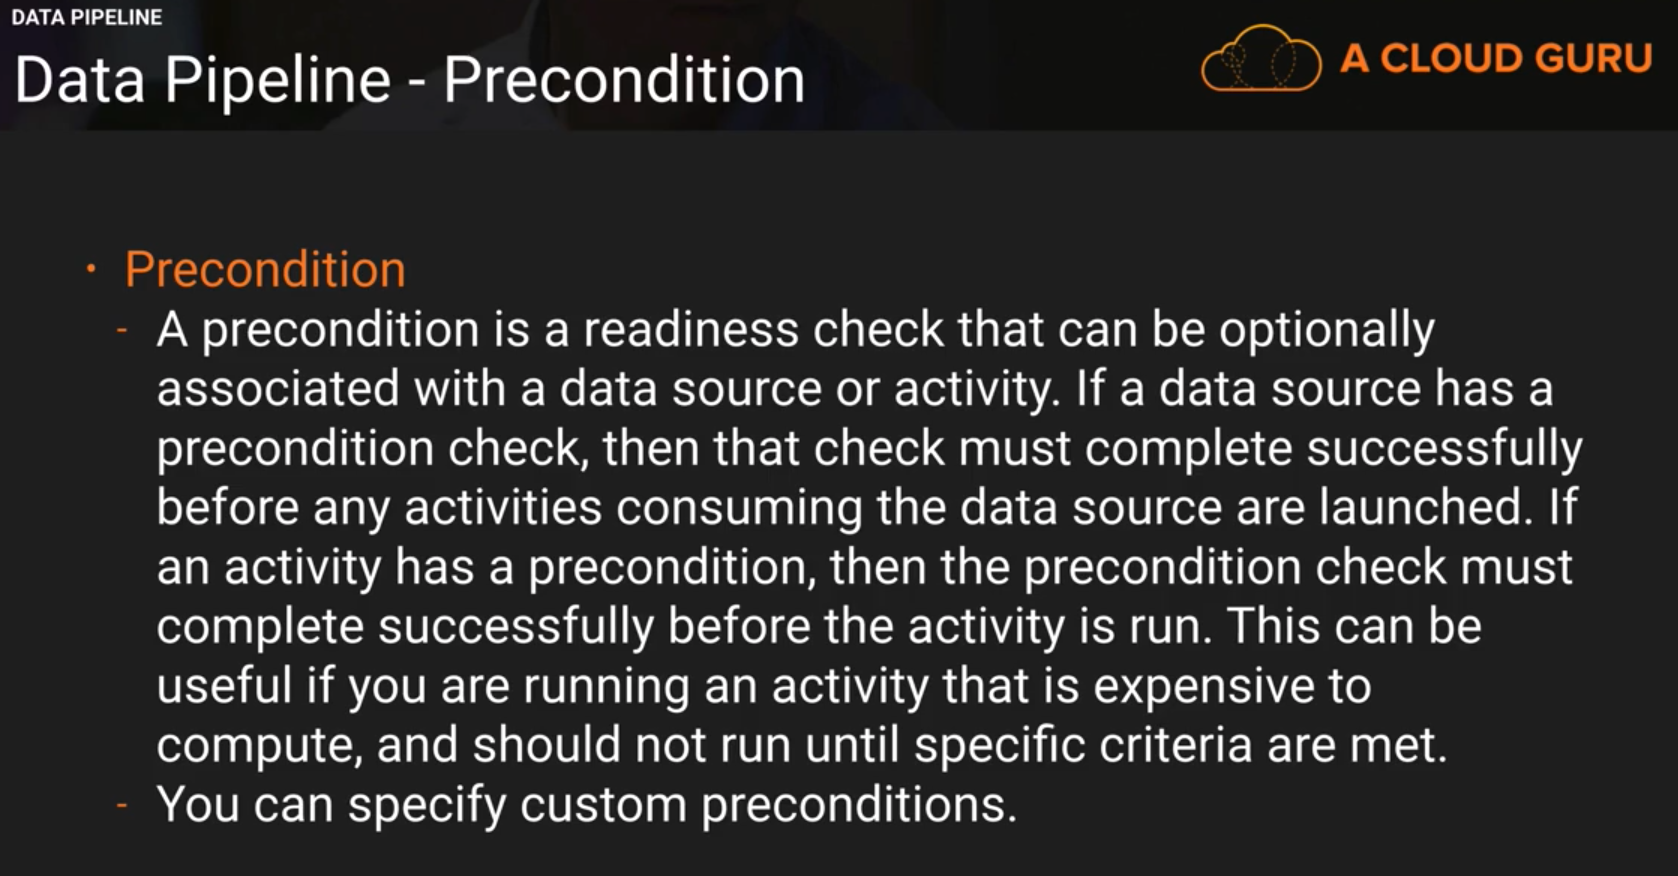 DATA PIPELINE
Data Pipeline - Precondition
A CLOUD GURU
• Precondition
- A precondition is a readiness check that can be optionally
associated with a data source or activity. If a data source has a
precondition check, then that check must complete successfully
before any activities consuming the data source are launched. If
an activity has a precondition, then the precondition check must
complete successfully before the activity is run. This can be
useful if you are running an activity that is expensive to
compute, and should not run until specific criteria are met.
- You can specify custom preconditions.